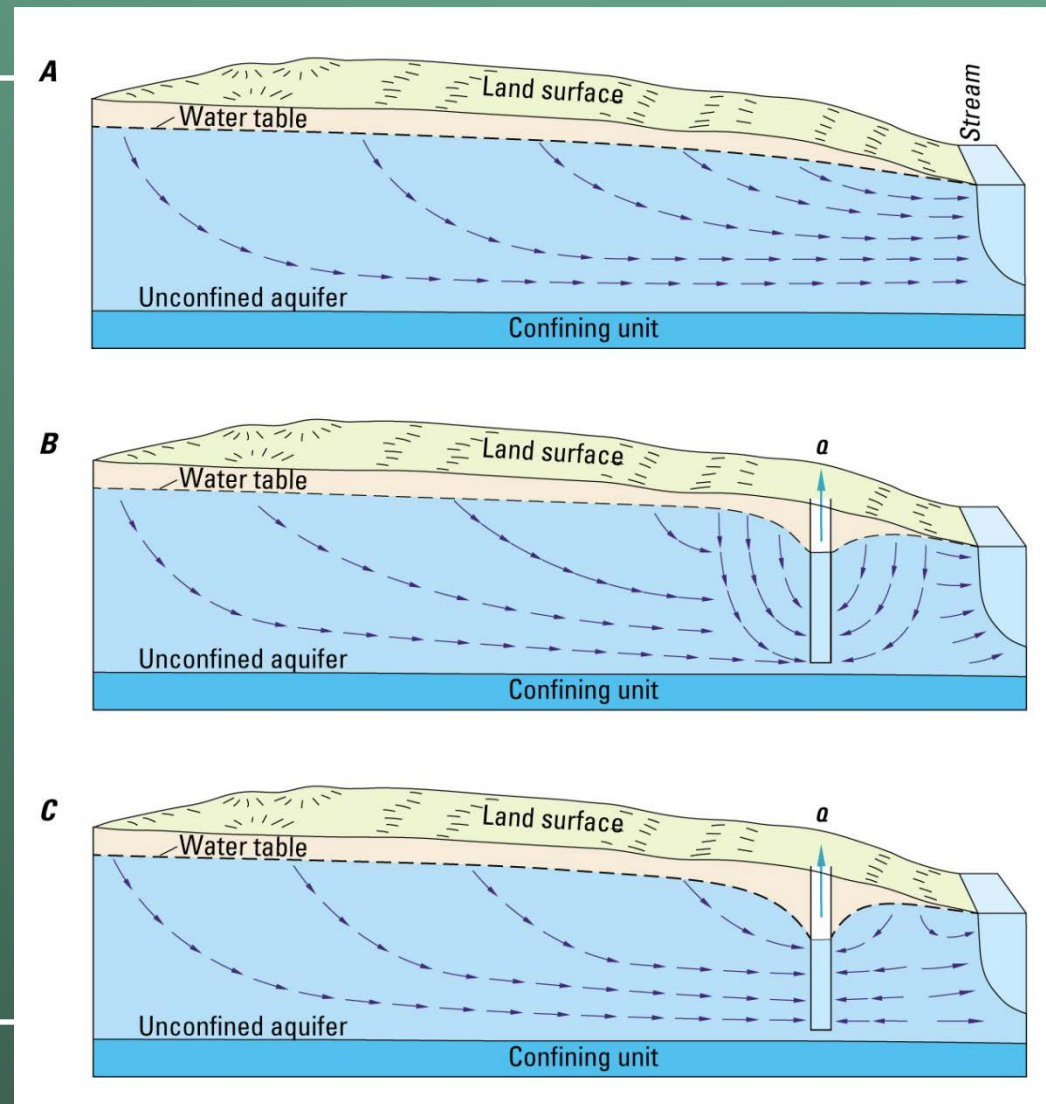 A
Land surface
Stream
Water table
Unconfined aquifer
Confining unit
B
a
Land surface
Water table
Unconfined aquifer
Confining unit
C
a
Land surface
Water table
Unconfined aquifer
Confining unit